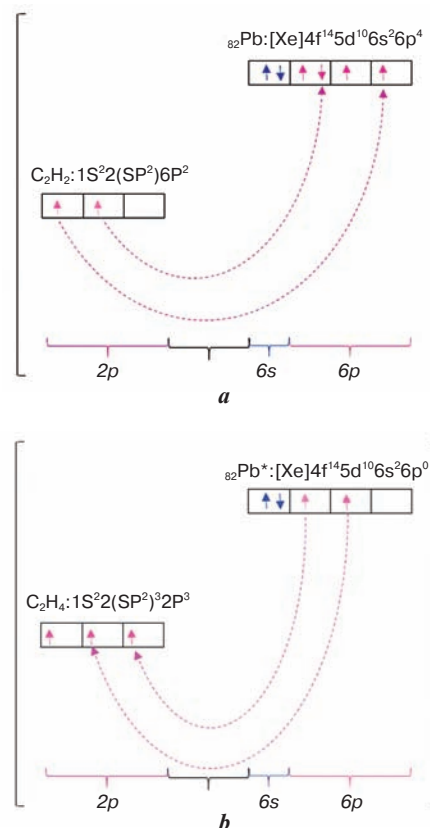 ₈₂Pb:[Xe]4f¹⁴5d¹⁰6s²6p⁴
C₂H₂:1S²2(SP²)6P²
2p 6s 6p
a
₈₂Pb*:[Xe]4f¹⁴5d¹⁰6s²6p⁰
C₂H₄:1S²2(SP²)³2P³
2p 6s 6p
b